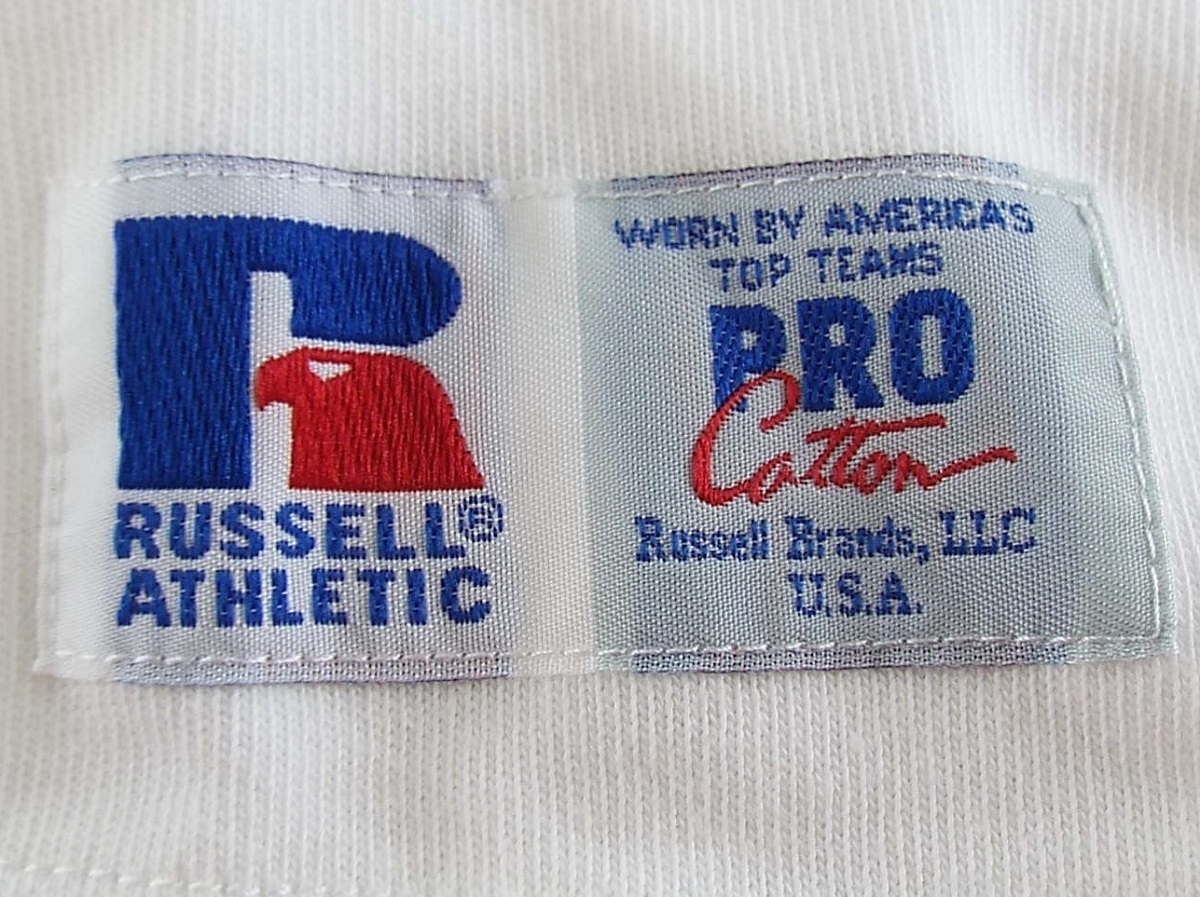 RUSSELL®
ATHLETIC
WORN BY AMERICA'S
TOP TEAMS
PRO
Cotton
Russell Brands, LLC
U.S.A.